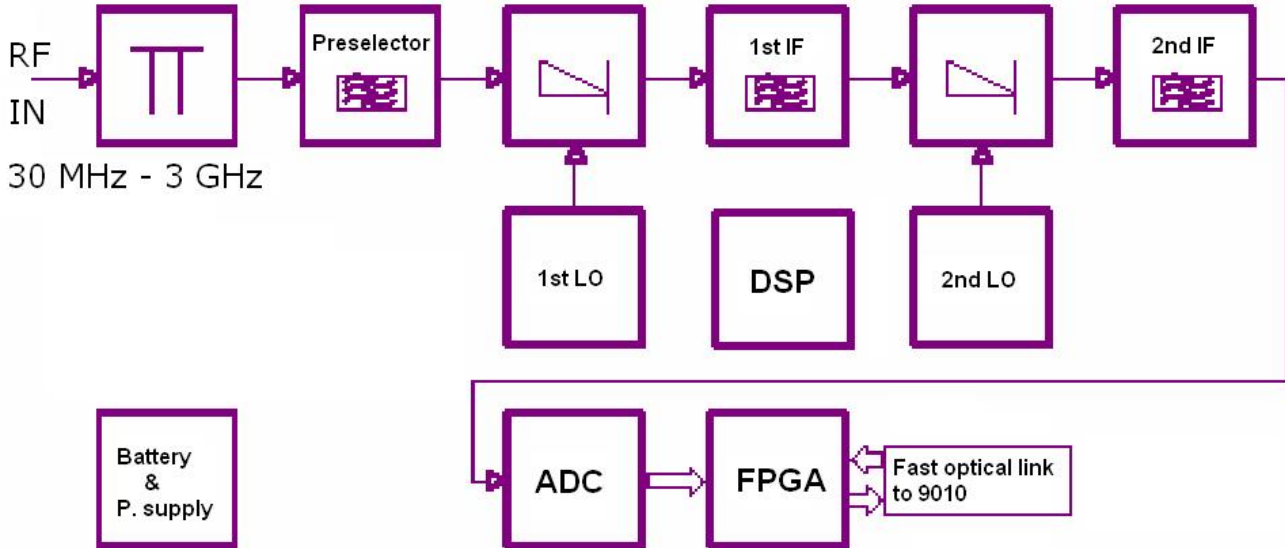 RF
IN
30 MHz - 3 GHz
Preselector
1st IF
2nd IF
1st LO
DSP
2nd LO
Battery
&
P. supply
ADC
FPGA
Fast optical link
to 9010